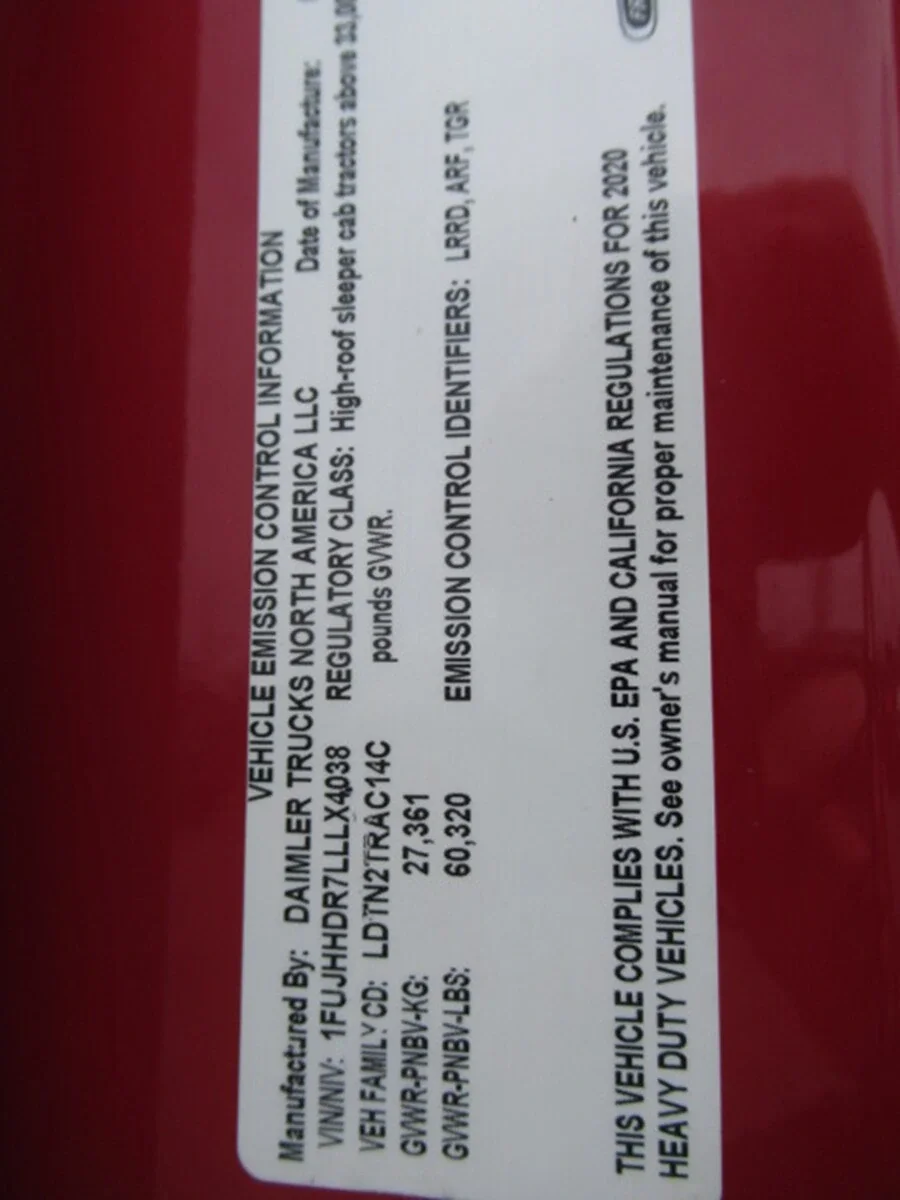 VEHICLE EMISSION CONTROL INFORMATION
Manufactured By: DAIMLER TRUCKS NORTH AMERICA LLC Date of Manufacture:
VIN/NIV: 1FUJHHDR7LLLX4038 REGULATORY CLASS: High-roof sleeper cab tractors above
VEH FAMILY CD: LDTN2TRAC14C pounds GVWR.
GVWR-PNBV-KG: 27,361
GVWR-PNBV-LBS: 60,320 EMISSION CONTROL IDENTIFIERS: LRRD, ARF, TGR
THIS VEHICLE COMPLIES WITH U.S. EPA AND CALIFORNIA REGULATIONS FOR 2020
HEAVY DUTY VEHICLES. See owner's manual for proper maintenance of this vehicle.